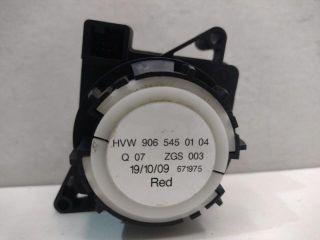 HVW 906 545 01 04
Q 07 ZGS 003
19/10/09 671975
Red